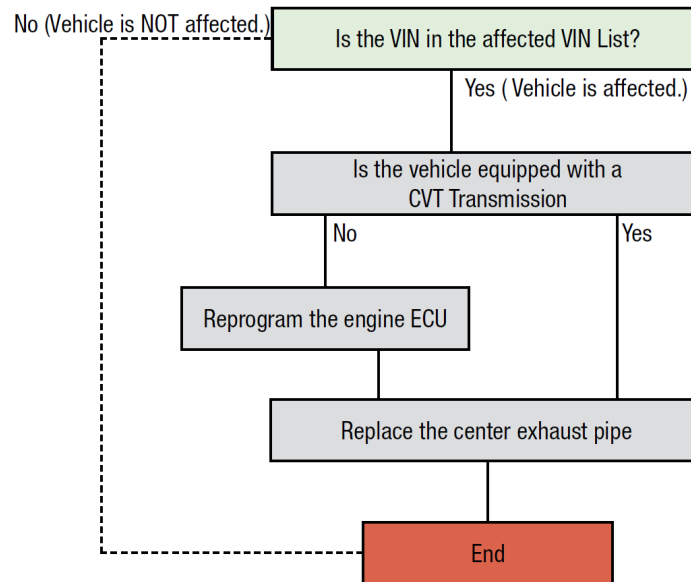 No (Vehicle is NOT affected.)
Is the VIN in the affected VIN List?
Yes ( Vehicle is affected.)
Is the vehicle equipped with a
CVT Transmission
No
Yes
Reprogram the engine ECU
Replace the center exhaust pipe
End